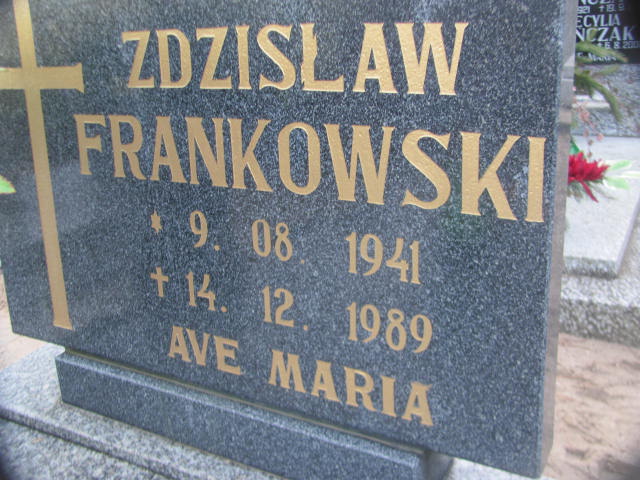 ZDZISŁAW
FRANKOWSKI
* 9. 08. 1941
✝ 14. 12. 1989
AVE MARIA